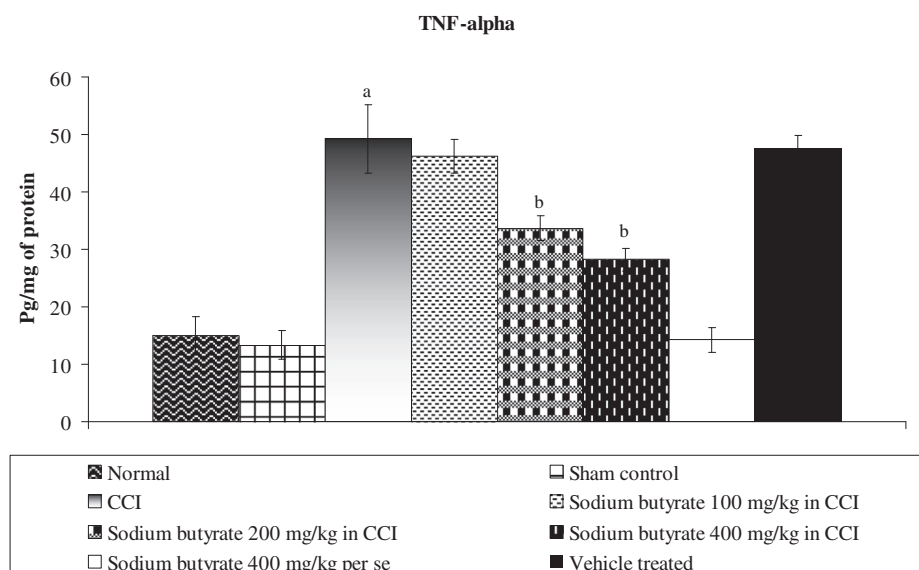 TNF-alpha
Pg/mg of protein
60
50
40
30
20
10
0
a
b
b
Normal
Sham control
CCI
Sodium butyrate 100 mg/kg in CCI
Sodium butyrate 200 mg/kg in CCI
Sodium butyrate 400 mg/kg in CCI
Sodium butyrate 400 mg/kg per se
Vehicle treated